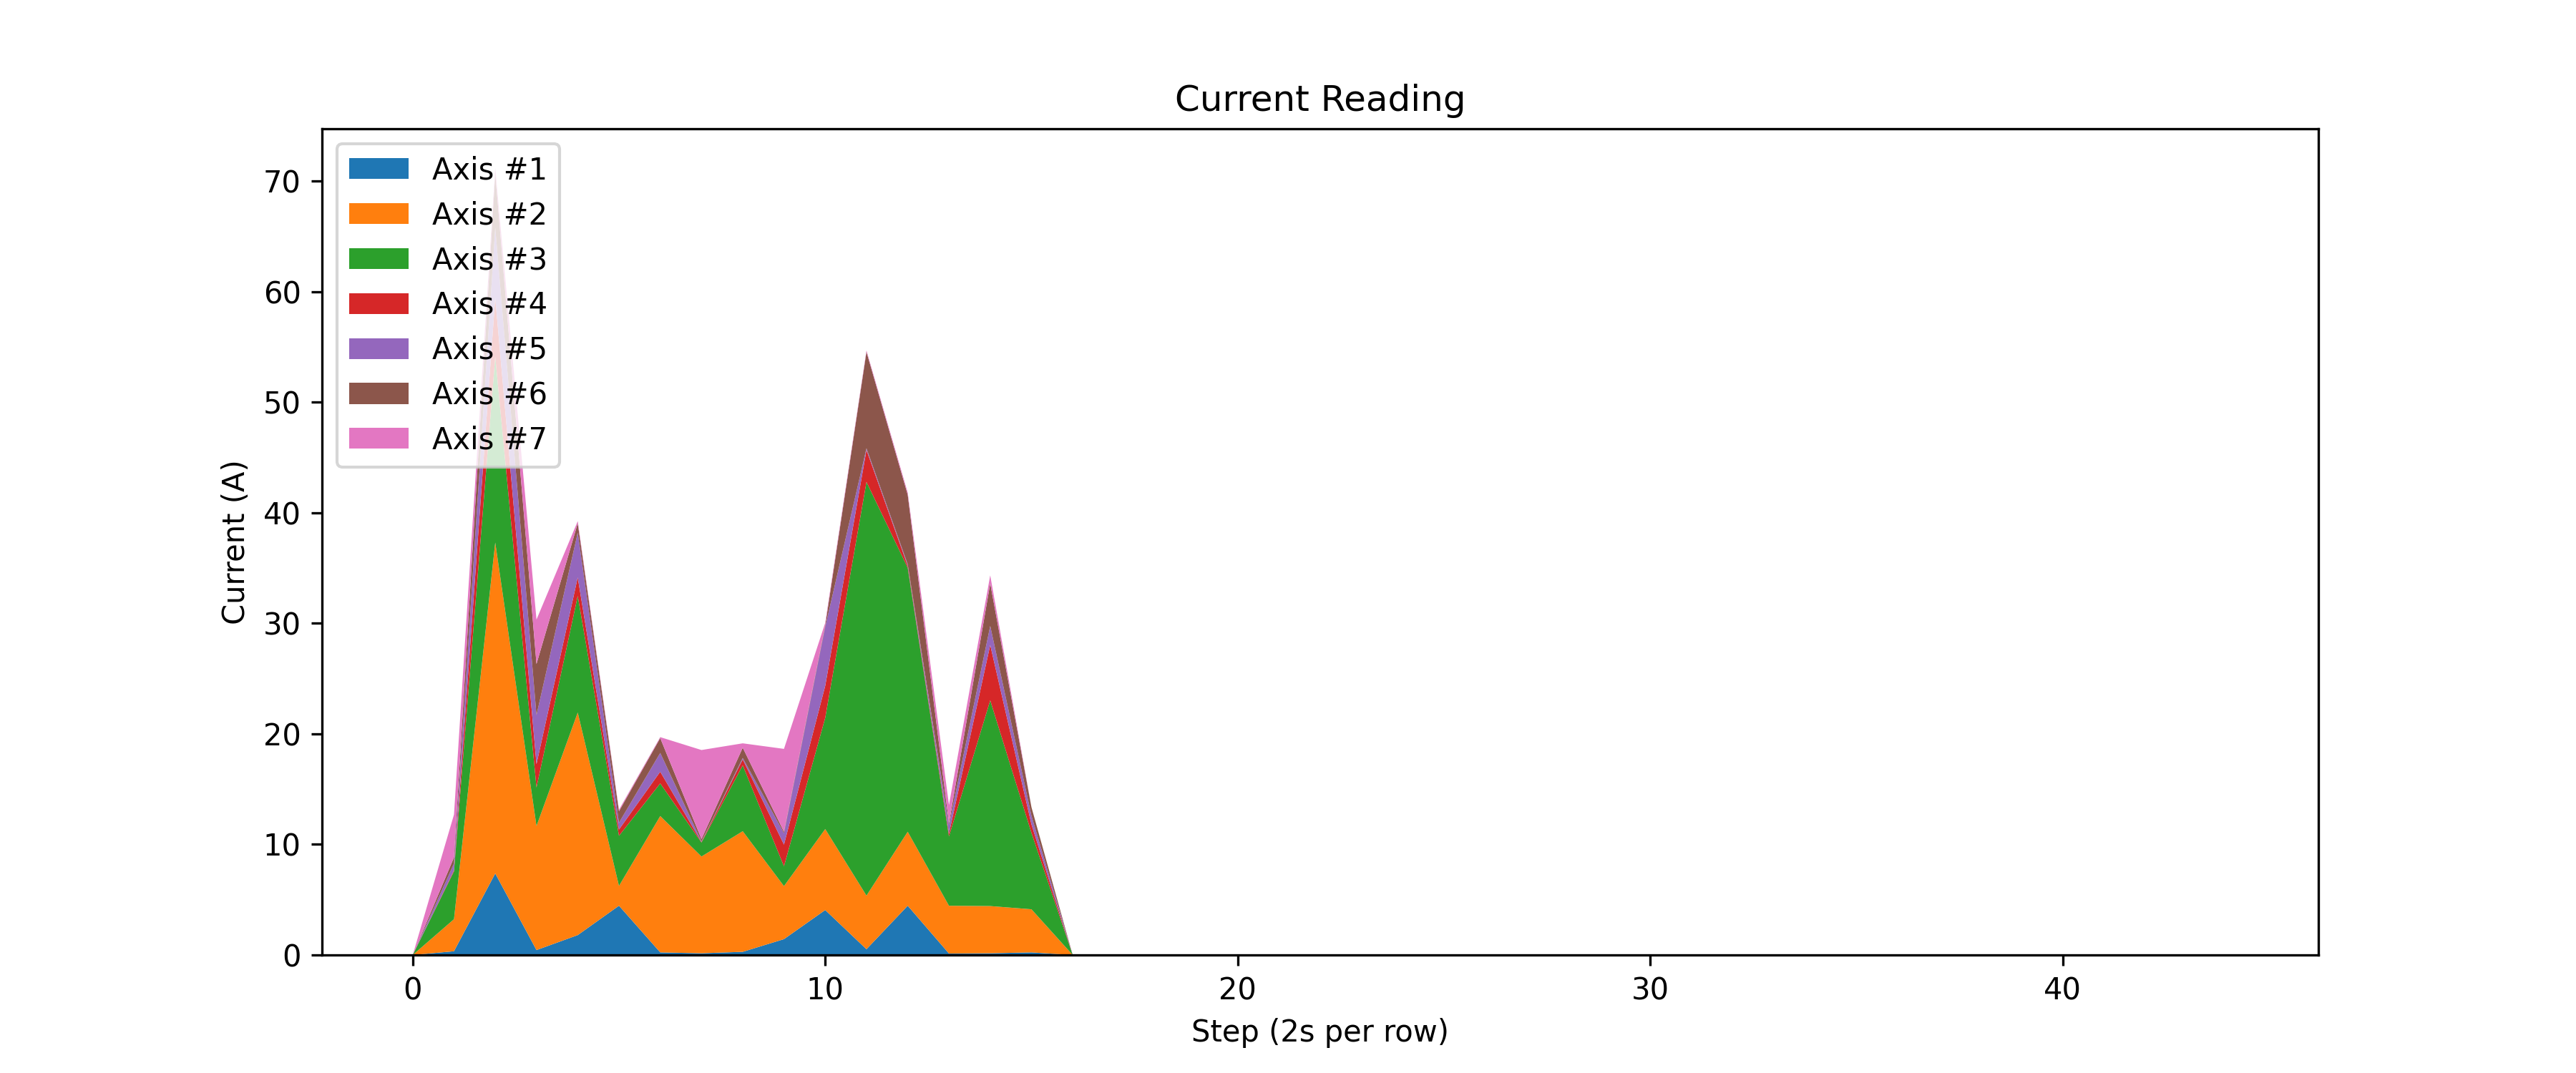 Current Reading
Axis #1
Axis #2
Axis #3
Axis #4
Axis #5
Axis #6
Axis #7
70
60
50
40
30
20
10
0
Current (A)
0 10 20 30 40
Step (2s per row)